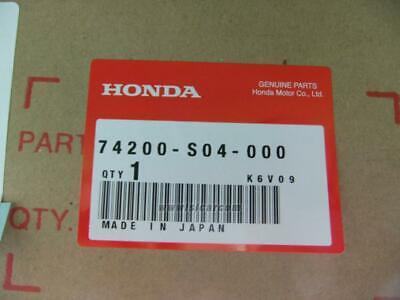 HONDA
GENUINE PARTS
Honda Motor Co., Ltd.
PART
74200-S04-000
QTY 1 K6V09
QTY.
MADE IN JAPAN